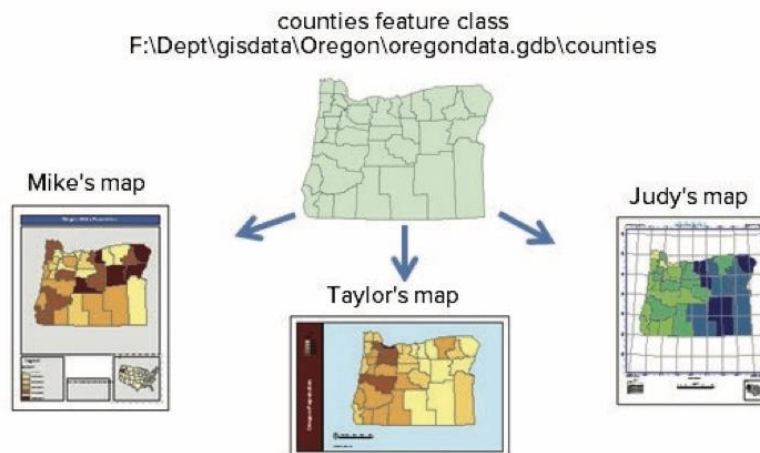 counties feature class
F:\Dept\gisdata\Oregon\oregondata.gdb\counties
Mike's map
Judy's map
Taylor's map